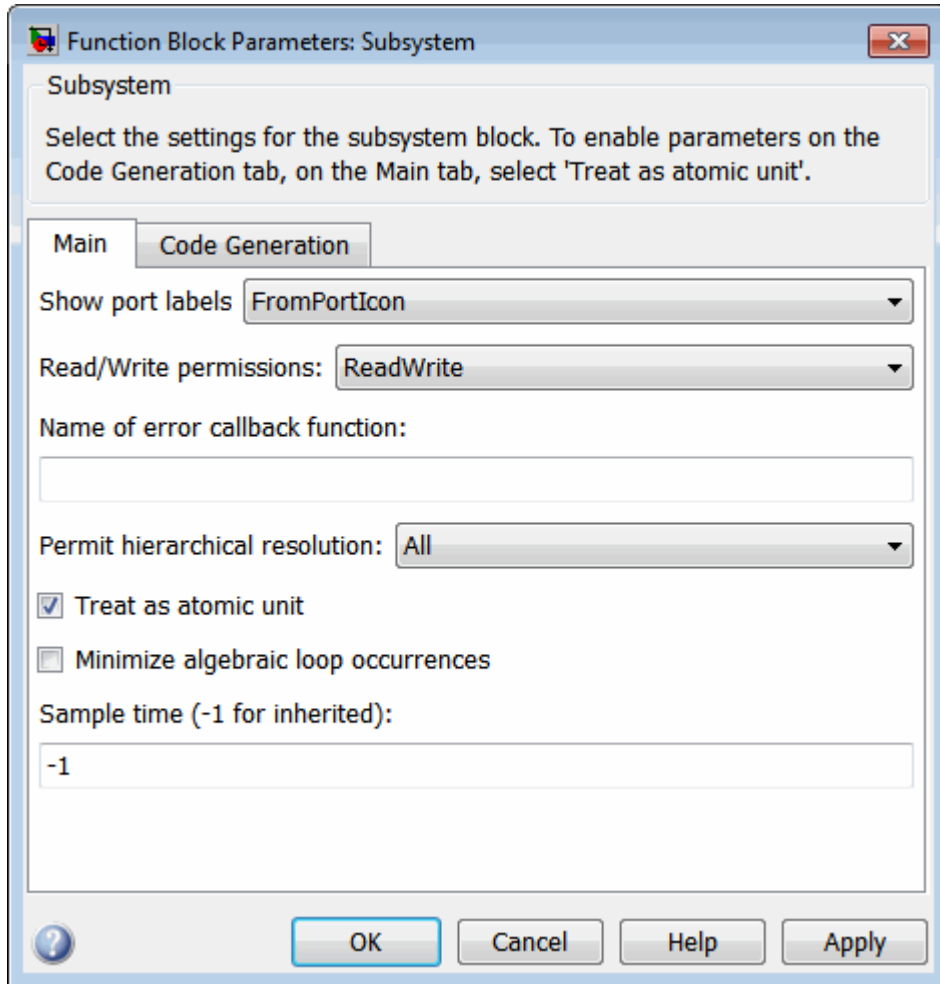 Function Block Parameters: Subsystem
Subsystem
Select the settings for the subsystem block. To enable parameters on the
Code Generation tab, on the Main tab, select 'Treat as atomic unit'.
Main Code Generation
Show port labels FromPortIcon
Read/Write permissions: ReadWrite
Name of error callback function:
Permit hierarchical resolution: All
Treat as atomic unit
Minimize algebraic loop occurrences
Sample time (-1 for inherited):
-1
? OK Cancel Help Apply